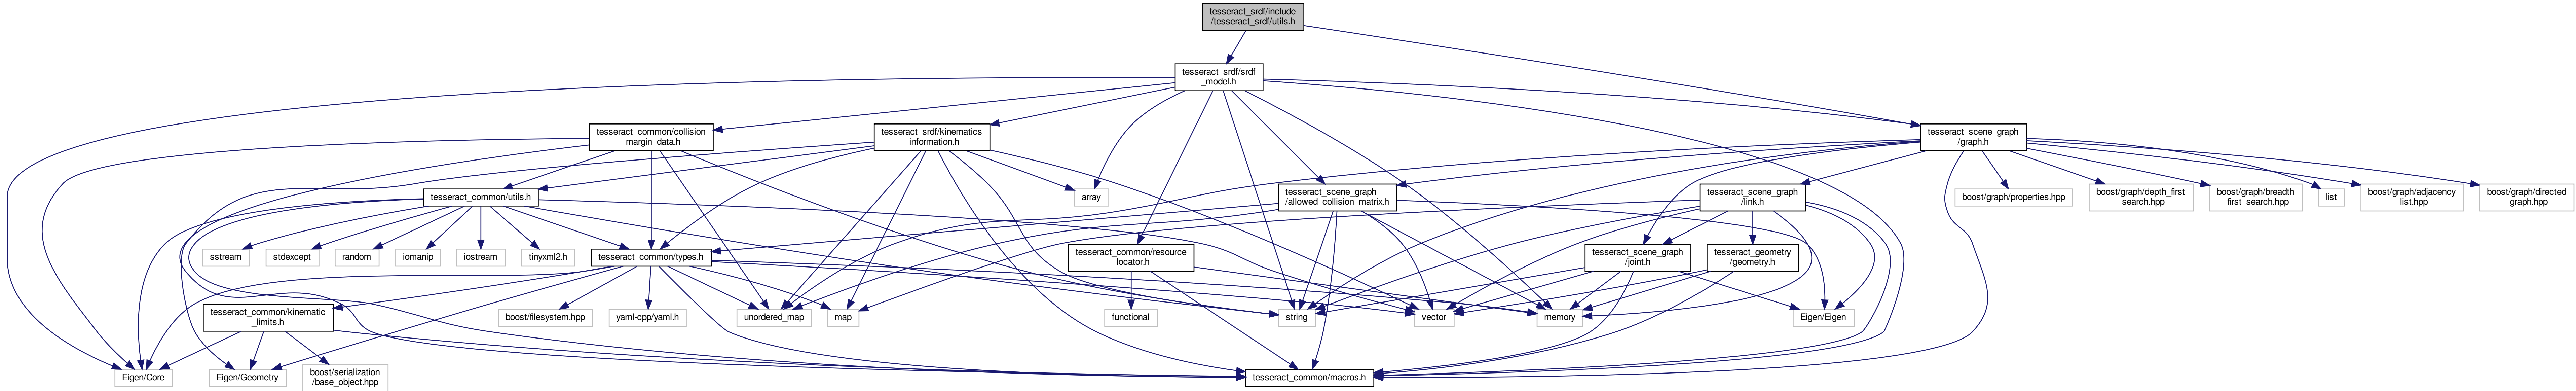 tesseract_srdf/include
/tesseract_srdf/utils.h
tesseract_srdf/srdf
_model.h
tesseract_common/collision
_margin_data.h
tesseract_srdf/kinematics
_information.h
tesseract_scene_graph
/graph.h
tesseract_common/utils.h
array
tesseract_scene_graph
/allowed_collision_matrix.h
tesseract_scene_graph
/link.h
boost/graph/properties.hpp
boost/graph/depth_first
_search.hpp
boost/graph/breadth
_first_search.hpp
list
boost/graph/adjacency
_list.hpp
boost/graph/directed
_graph.hpp
sstream
stdexcept
random
iomanip
iostream
tinyxml2.h
tesseract_common/types.h
tesseract_common/resource
_locator.h
tesseract_scene_graph
/joint.h
tesseract_geometry
/geometry.h
tesseract_common/kinematic
_limits.h
boost/filesystem.hpp
yaml-cpp/yaml.h
unordered_map
map
functional
string
vector
memory
Eigen/Eigen
Eigen/Core
Eigen/Geometry
boost/serialization
/base_object.hpp
tesseract_common/macros.h